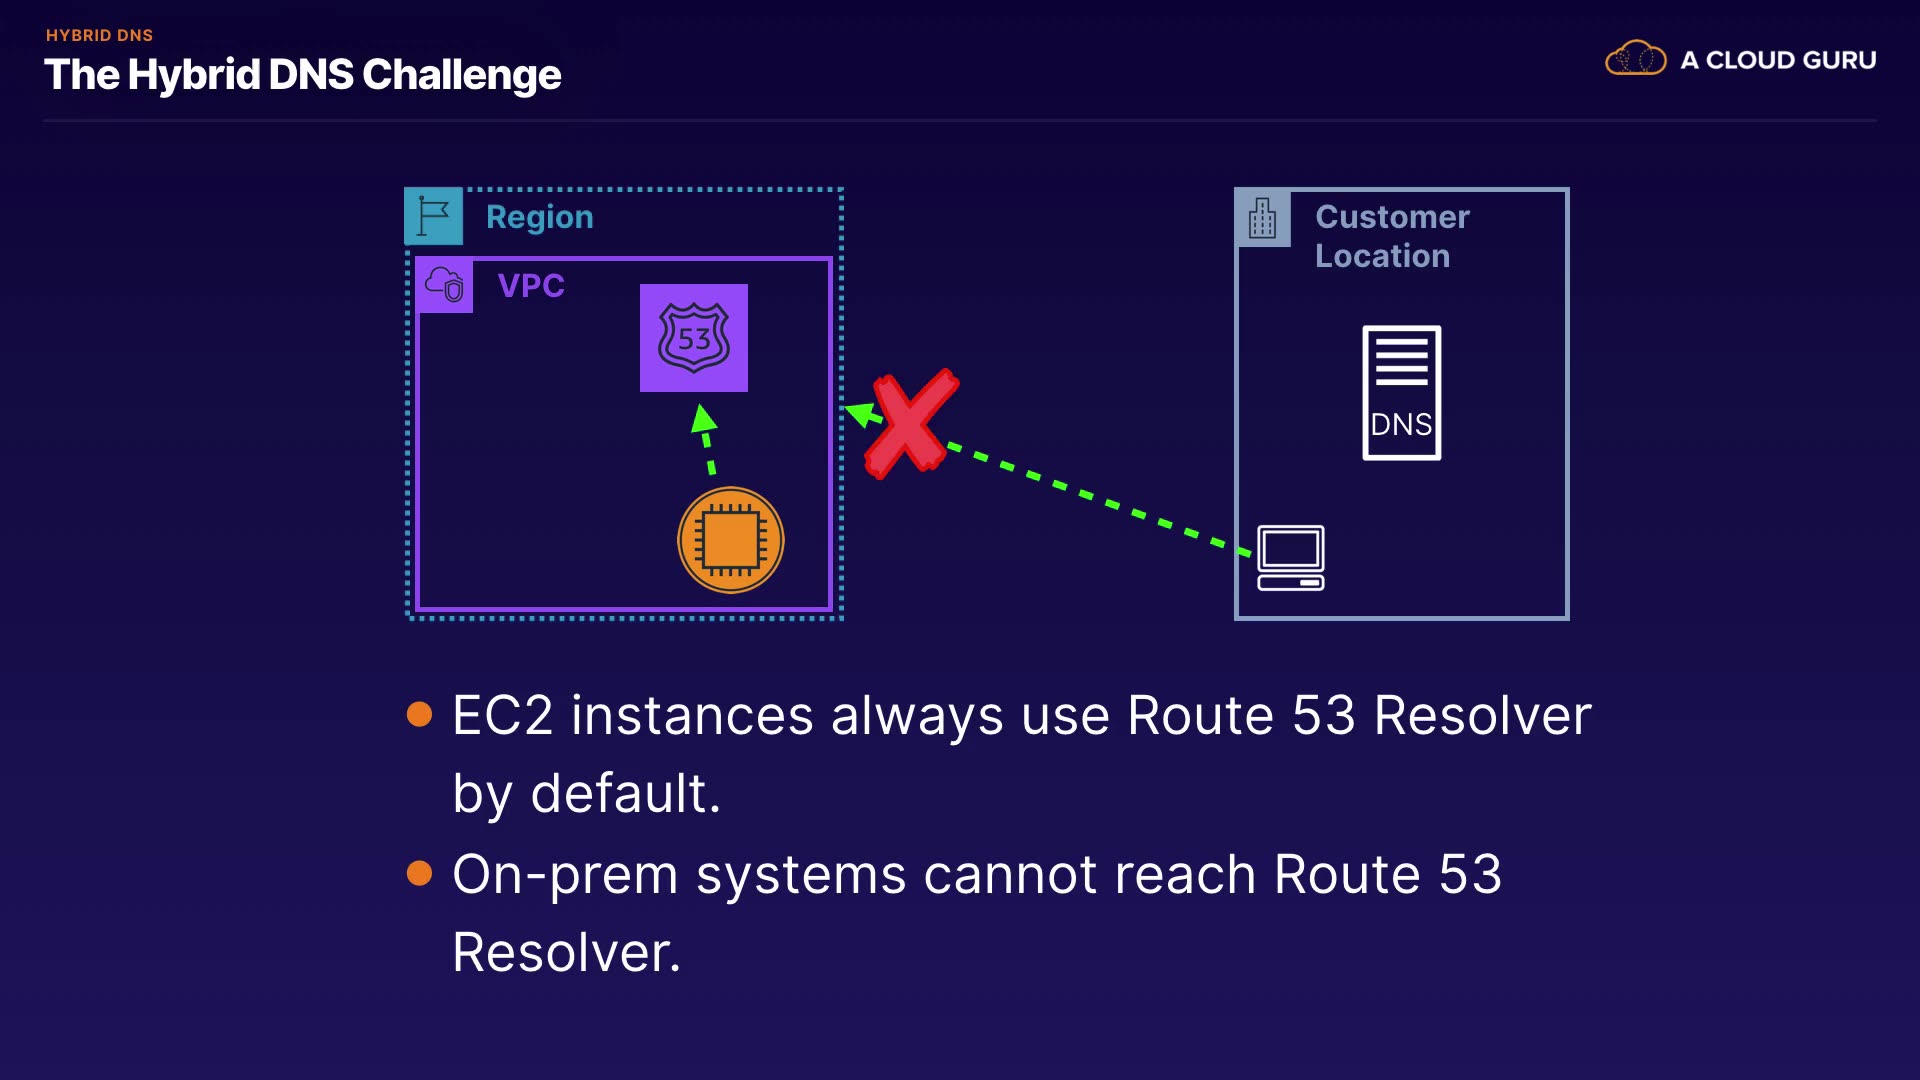 HYBRID DNS
The Hybrid DNS Challenge
A CLOUD GURU
Region
VPC
53
Customer
Location
DNS
EC2 instances always use Route 53 Resolver
by default.
On-prem systems cannot reach Route 53
Resolver.